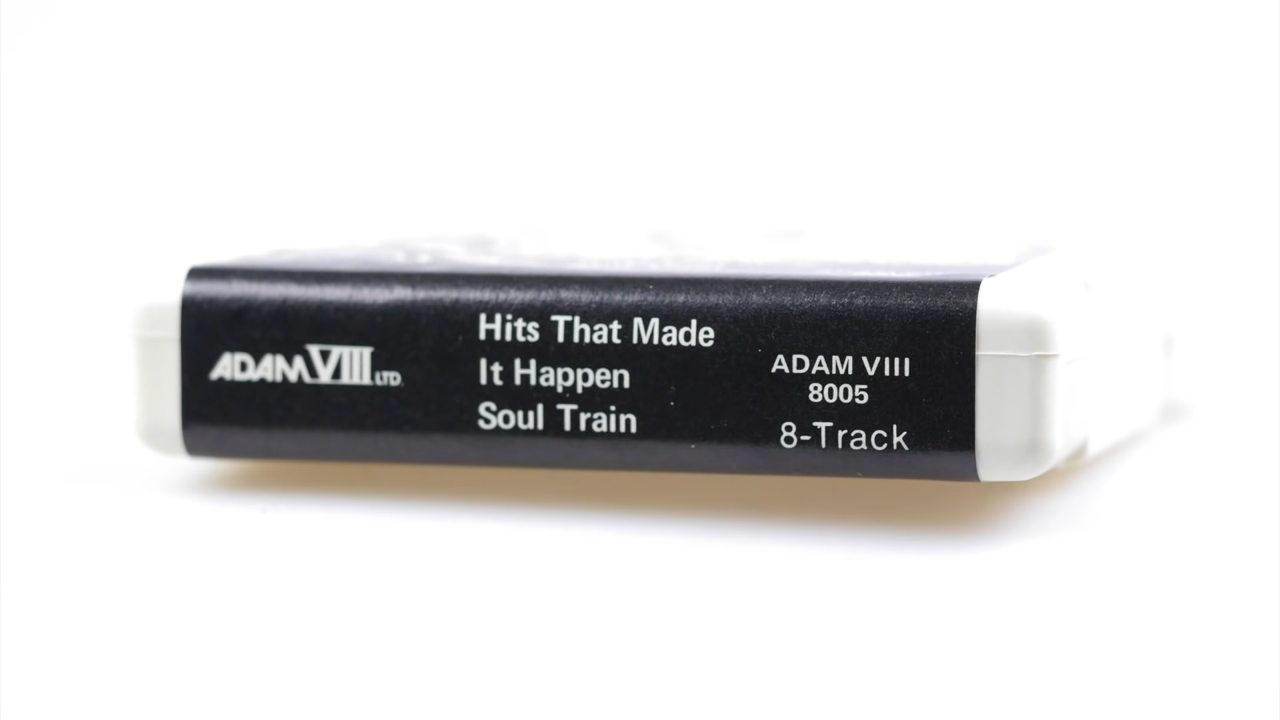 ADAM VIII LTD.
Hits That Made
It Happen
Soul Train
ADAM VIII
8005
8-Track